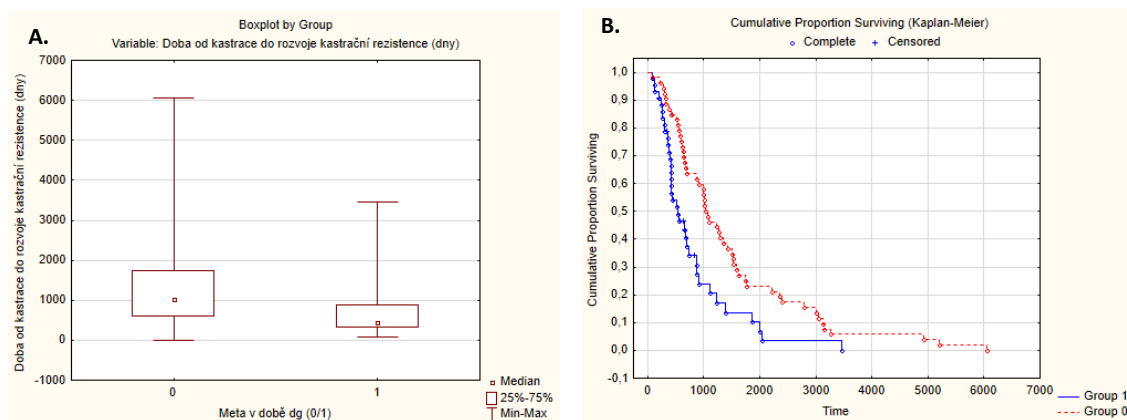 A.
Boxplot by Group
Variable: Doba od kastrace do rozvoje kastrační rezistence (dny)
Doba od kastrace do rozvoje kastrační rezistence (dny)
7000
6000
5000
4000
3000
2000
1000
0
-1000
0 1
Meta v době dg (0/1)
Median
25%-75%
Min-Max
B.
Cumulative Proportion Surviving (Kaplan-Meier)
Complete Censored
Cumulative Proportion Surviving
1,0
0,9
0,8
0,7
0,6
0,5
0,4
0,3
0,2
0,1
0,0
-0,1
0 1000 2000 3000 4000 5000 6000 7000
Time
Group 1
Group 0